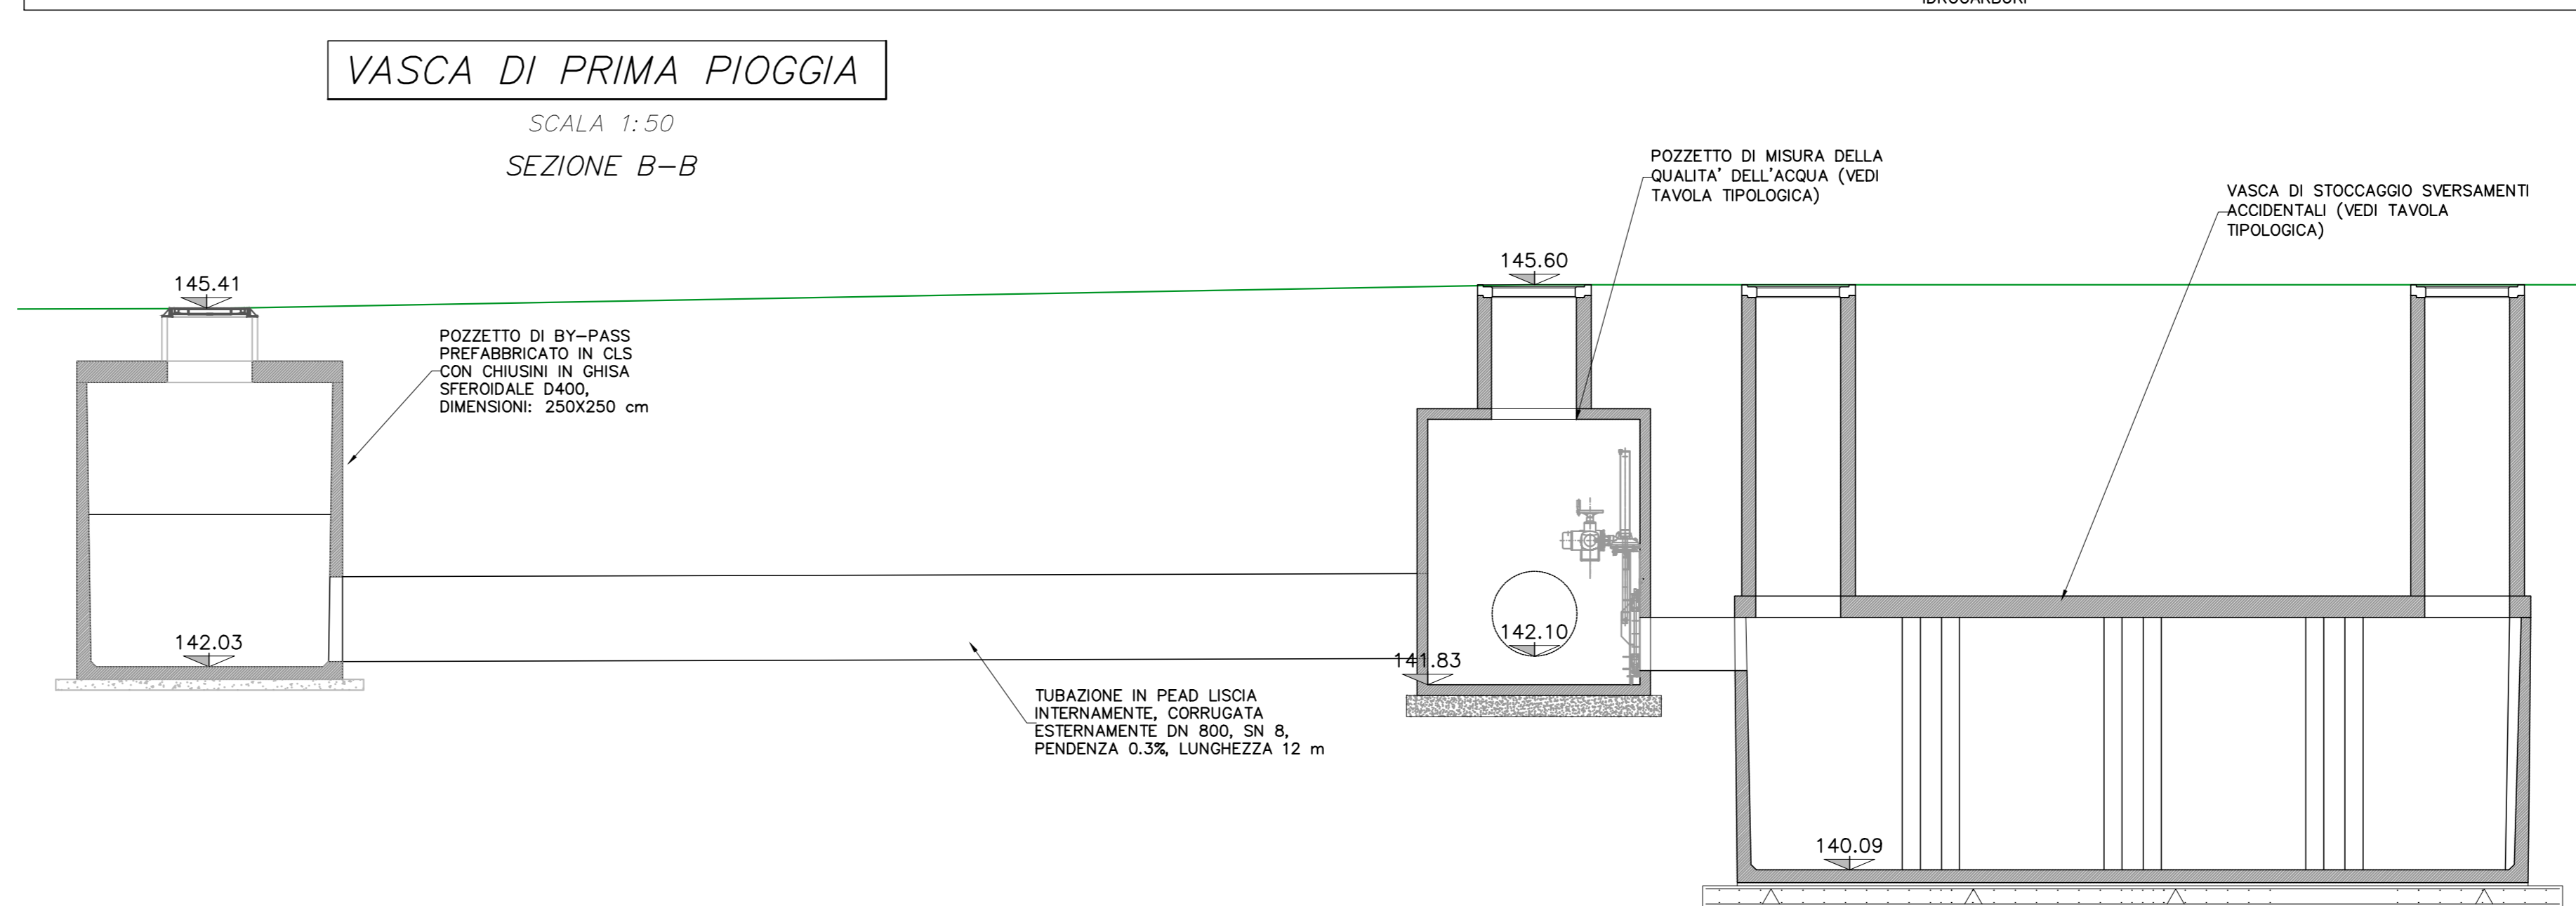 VASCA DI PRIMA PIOGGIA
SCALA 1:50
SEZIONE B-B
POZZETTO DI MISURA DELLA
QUALITA' DELL'ACQUA (VEDI
TAVOLA TIPOLOGICA)
VASCA DI STOCCAGGIO SVERSAMENTI
ACCIDENTALI (VEDI TAVOLA
TIPOLOGICA)
145.41
145.60
POZZETTO DI BY-PASS
PREFABBRICATO IN CLS
CON CHIUSINI IN GHISA
SFEROIDALE D400,
DIMENSIONI: 250X250 cm
142.03
142.10
141.83
TUBAZIONE IN PEAD LISCIA
INTERNAMENTE, CORRUGATA
ESTERNAMENTE DN 800, SN 8,
PENDENZA 0.3%, LUNGHEZZA 12 m
140.09